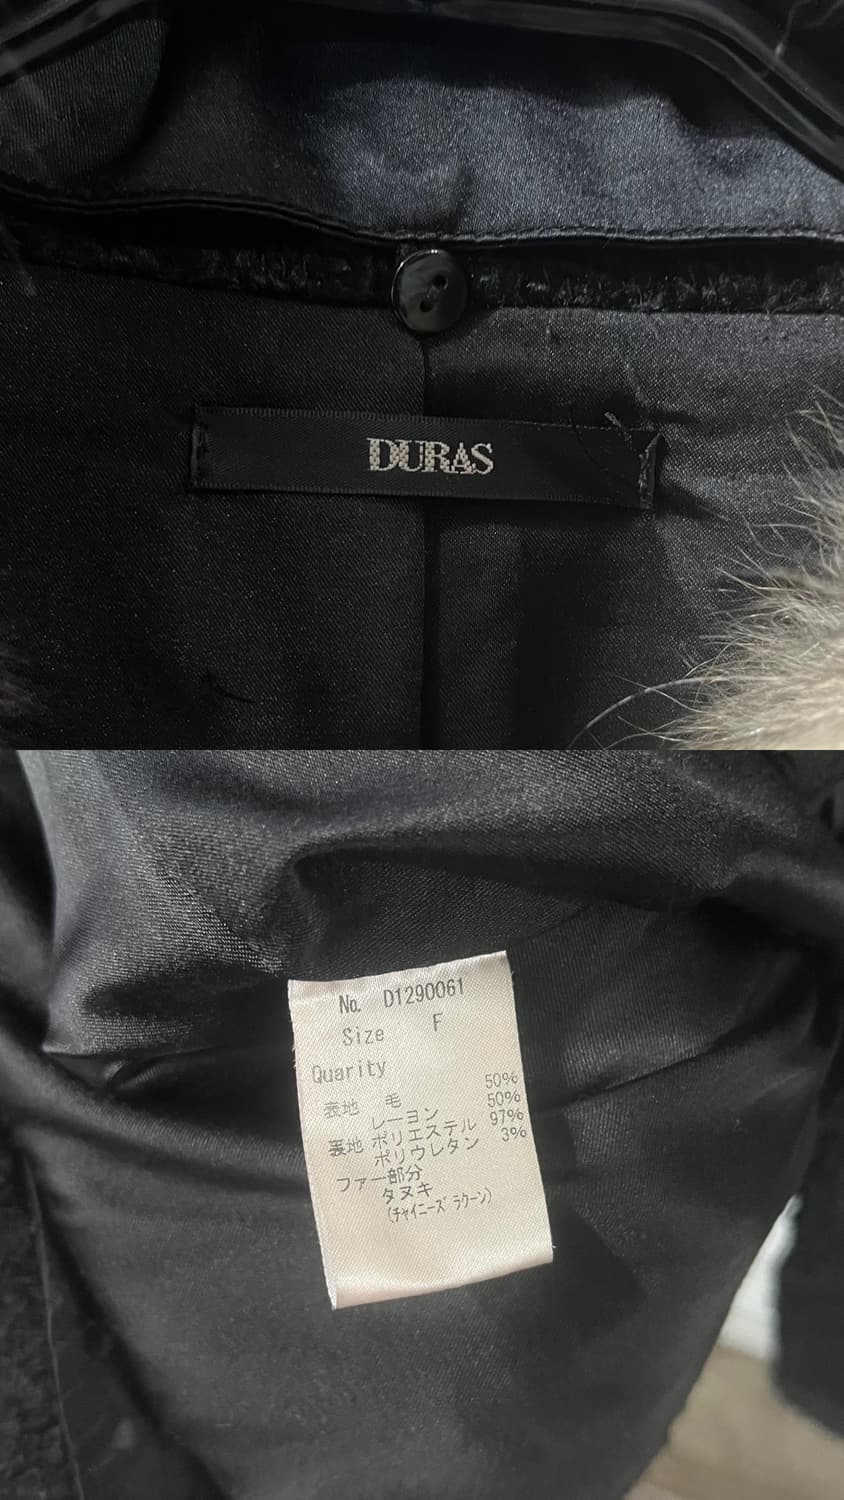 DURAS
No. D1290061
Size F
Quarity
表地 毛 50%
レーヨン 50%
裏地 ポリエステル 97%
ポリウレタン 3%
ファー部分
タヌキ
(チャイニーズ ラクーン)